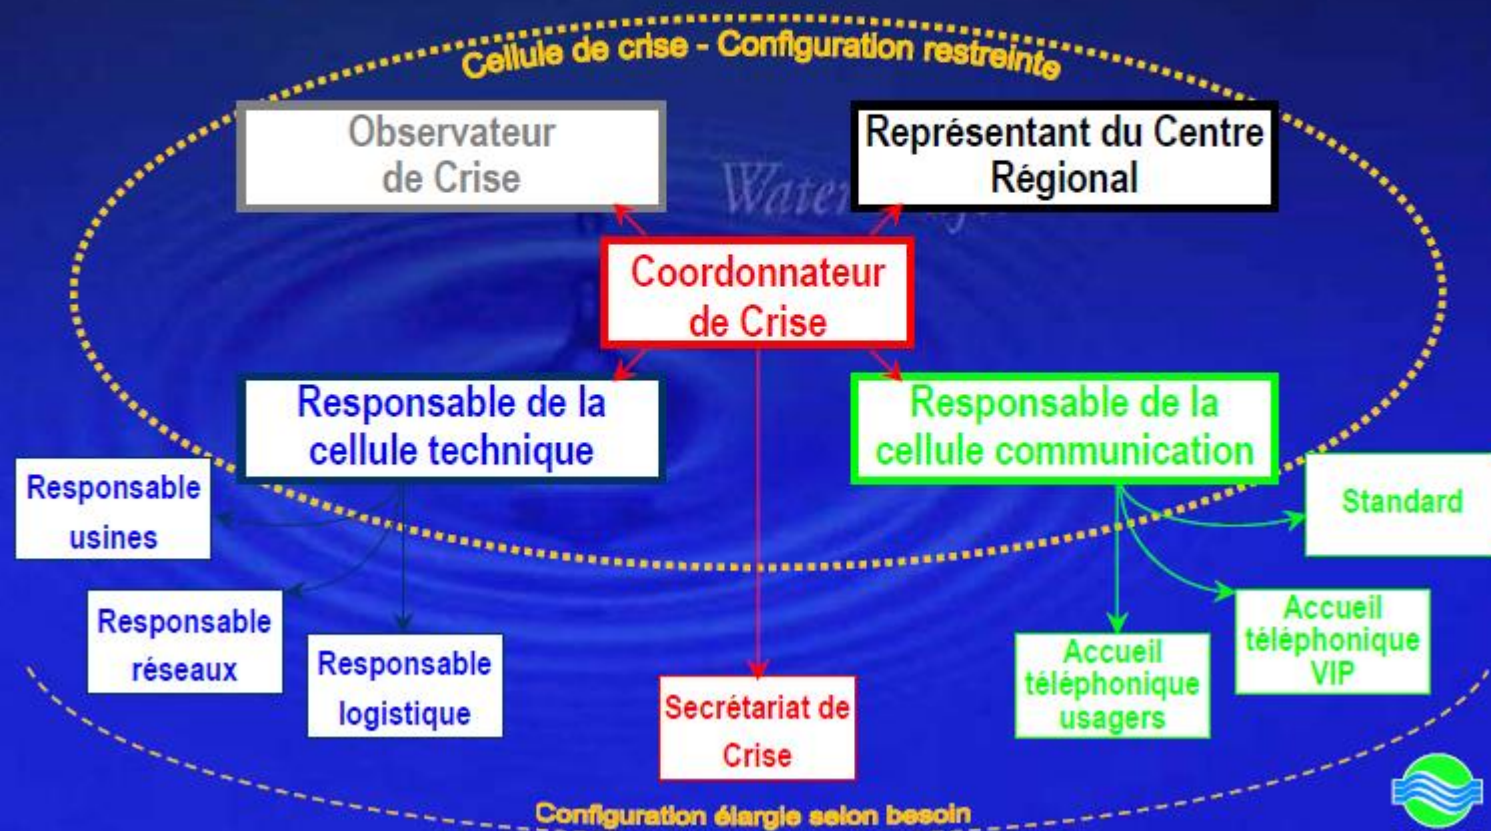 Cellule de crise - Configuration restreinte
Observateur
de Crise
Représentant du Centre
Régional
Water
Coordonnateur
de Crise
Responsable de la
cellule technique
Responsable de la
cellule communication
Responsable
usines
Standard
Responsable
réseaux
Accueil
téléphonique
VIP
Responsable
logistique
Accueil
téléphonique
usagers
Secrétariat de
Crise
Configuration élargie selon besoin